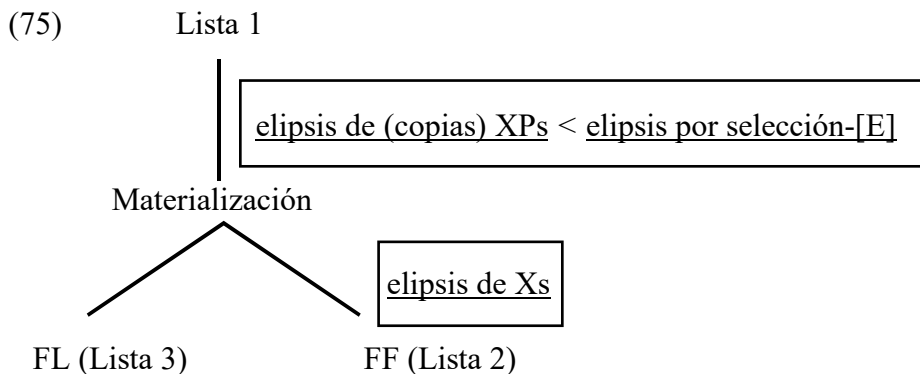 (75) Lista 1
elipsis de (copias) XPs < elipsis por selección-[E]
Materialización
elipsis de Xs
FL (Lista 3) FF (Lista 2)